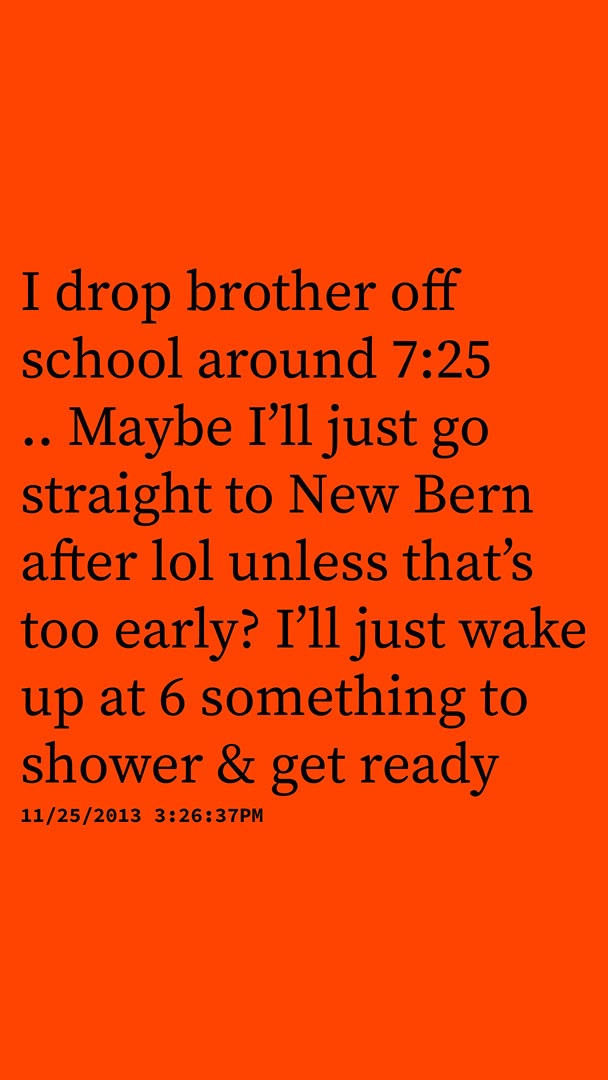 I drop brother off
school around 7:25
.. Maybe I’ll just go
straight to New Bern
after lol unless that’s
too early? I’ll just wake
up at 6 something to
shower & get ready
11/25/2013 3:26:37PM